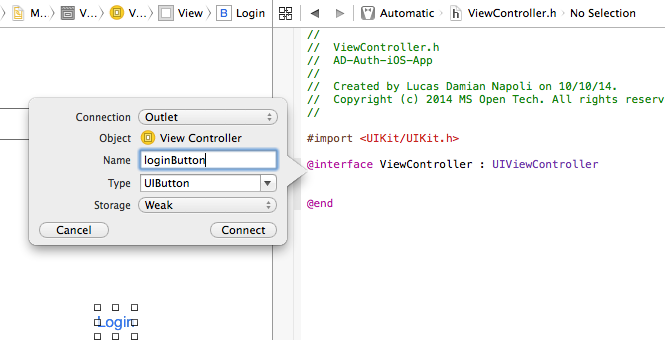 M... V... V... View B Login
Automatic h ViewController.h No Selection
//
// ViewController.h
// AD-Auth-iOS-App
//
// Created by Lucas Damian Napoli on 10/10/14.
// Copyright (c) 2014 MS Open Tech. All rights reserv
//
#import <UIKit/UIKit.h>
@interface ViewController : UIViewController
@end
Connection Outlet
Object View Controller
Name loginButton
Type UIButton
Storage Weak
Cancel Connect
Login